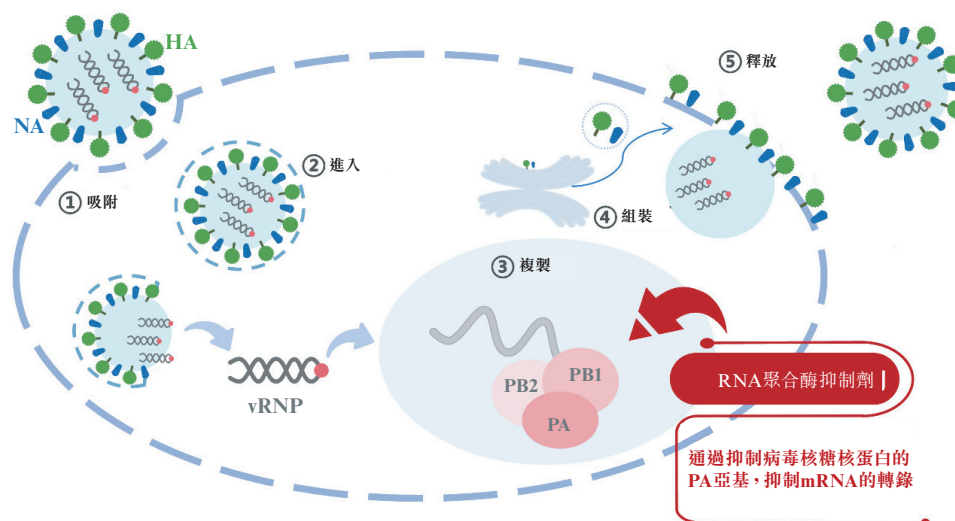 HA
NA
① 吸附
② 進入
③ 複製
④ 組裝
⑤ 釋放
vRNP
PB2
PB1
PA
RNA聚合酶抑制劑
通過抑制病毒核糖核蛋白的
PA亞基，抑制mRNA的轉錄